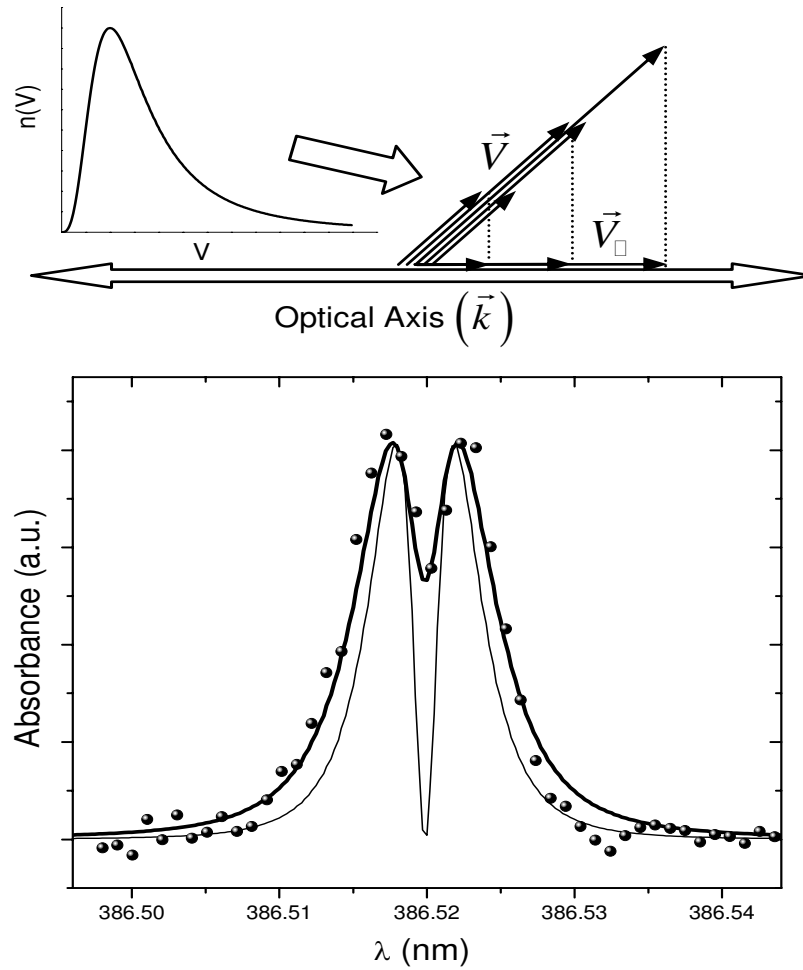 n(V)
V
V⃗
V⃗□
Optical Axis (k⃗)
Absorbance (a.u.)
386.50 386.51 386.52 386.53 386.54
λ (nm)